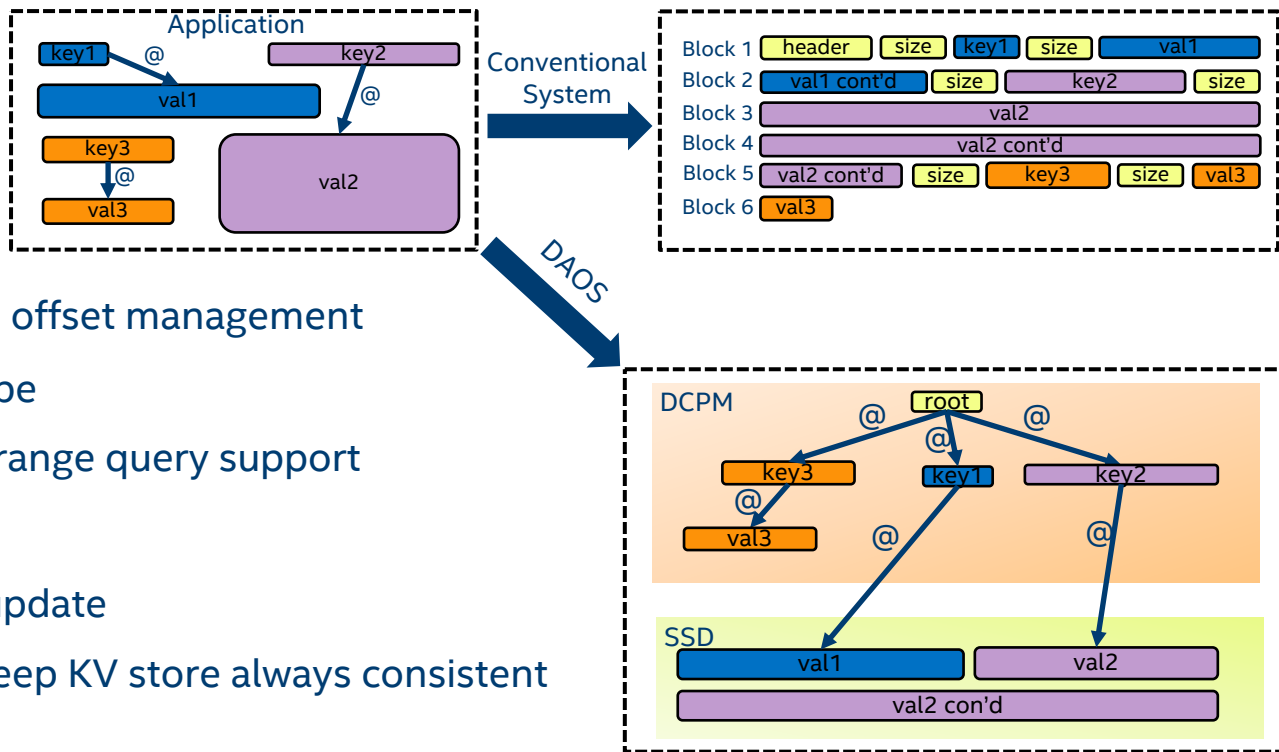 Application
key1
@
key2
val1
@
key3
@
val3
val2
Conventional
System
Block 1 header size key1 size val1
Block 2 val1 cont'd size key2 size
Block 3 val2
Block 4 val2 cont'd
Block 5 val2 cont'd size key3 size val3
Block 6 val3
DAOS
offset management
range query support
update
KV store always consistent
DCPM
root
@
@
@
key3
key1
key2
@
val3
@
@
SSD
val1
val2
val2 con'd